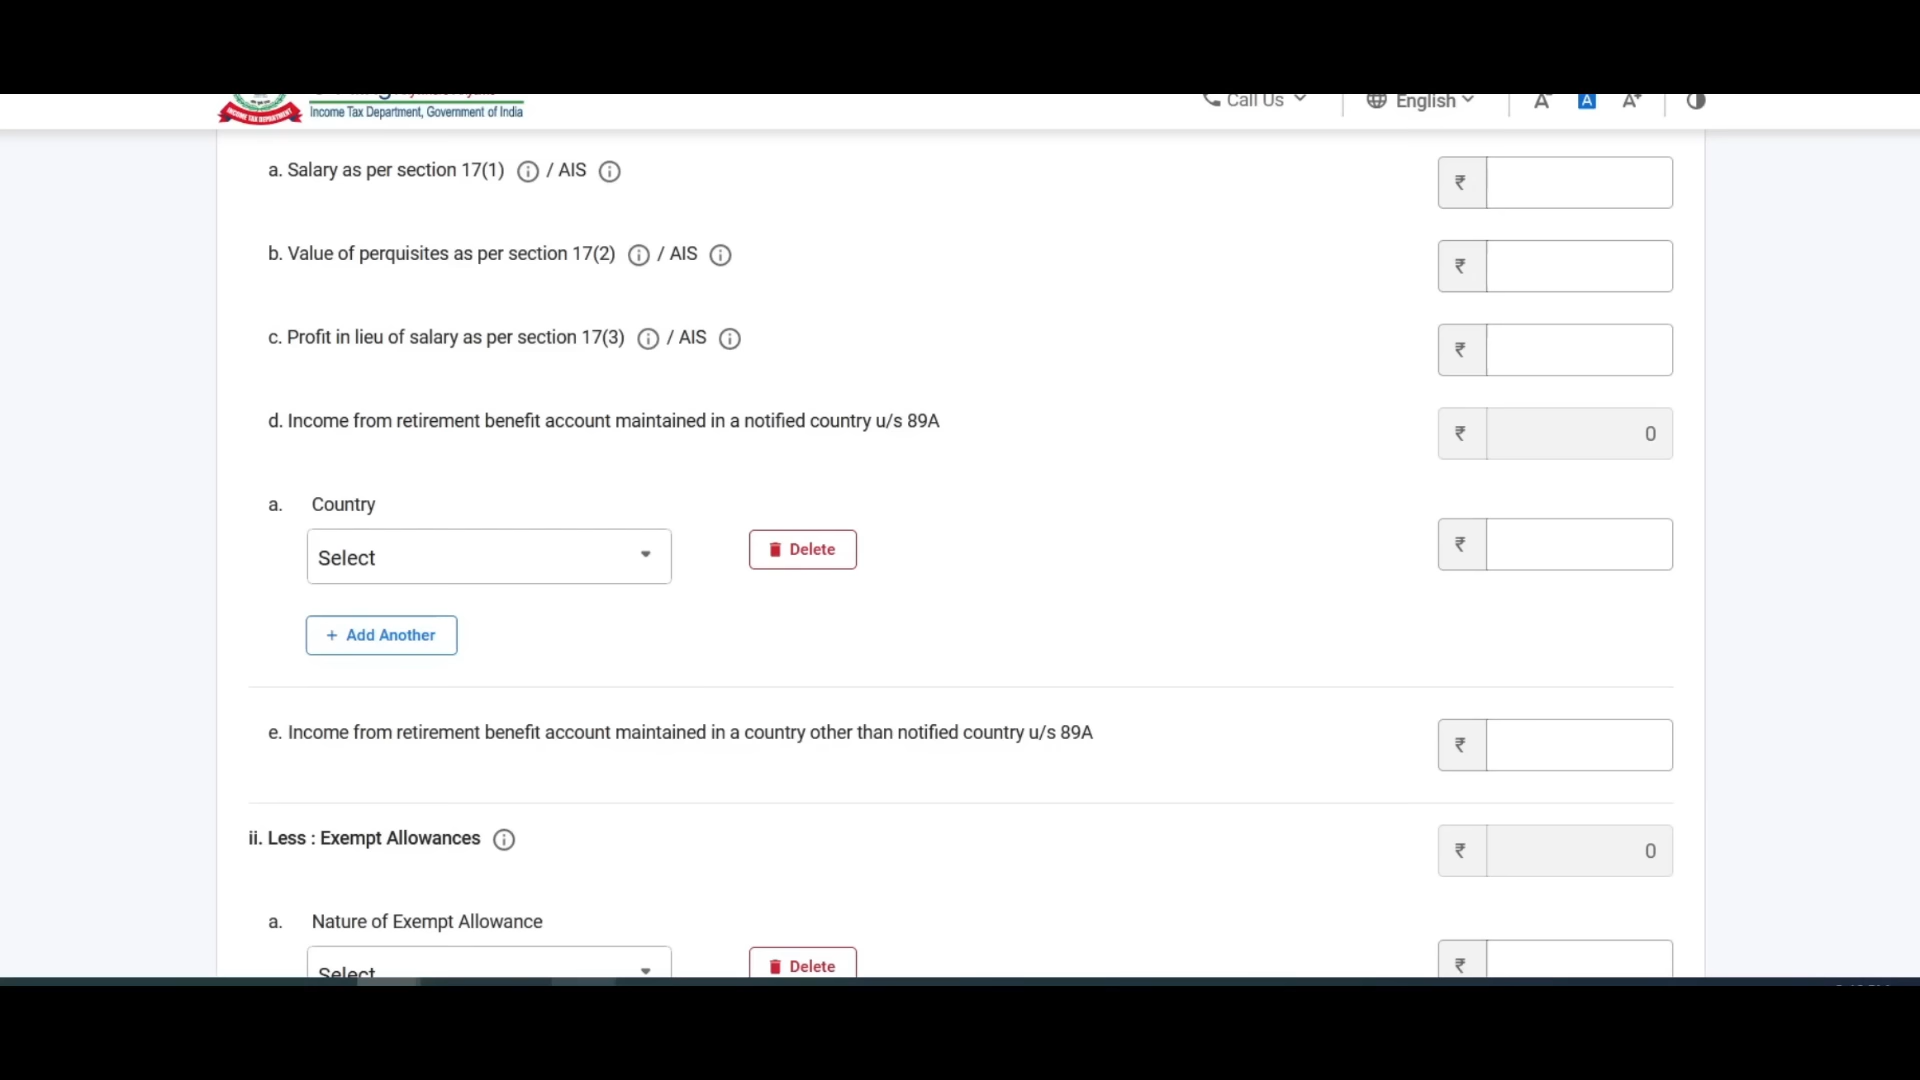 Income Tax Department, Government of India
Call Us
English
A
A
A+
a. Salary as per section 17(1) / AIS
₹
b. Value of perquisites as per section 17(2) / AIS
₹
c. Profit in lieu of salary as per section 17(3) / AIS
₹
d. Income from retirement benefit account maintained in a notified country u/s 89A
₹ 0
a. Country
Select
Delete
₹
+ Add Another
e. Income from retirement benefit account maintained in a country other than notified country u/s 89A
₹
ii. Less : Exempt Allowances
₹ 0
a. Nature of Exempt Allowance
Select
Delete
₹